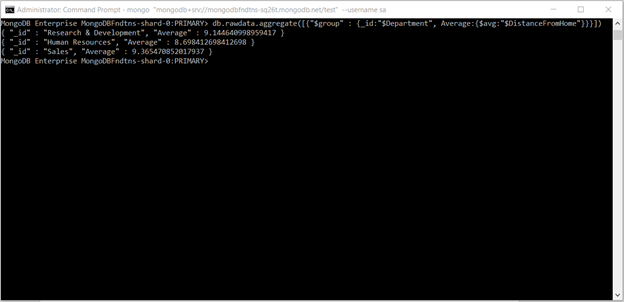 Administrator: Command Prompt - mongo "mongodb+srv://mongodbfndtns-sq26t.mongodb.net/test" --username sa
MongoDB Enterprise MongoDBFndtns-shard-0:PRIMARY> db.rawdata.aggregate([{"$group" : {_id:"$Department", Average:{$avg:"$DistanceFromHome"}}}])
{ "_id" : "Research & Development", "Average" : 9.144640998959417 }
{ "_id" : "Human Resources", "Average" : 8.698412698412698 }
{ "_id" : "Sales", "Average" : 9.365470852017937 }
MongoDB Enterprise MongoDBFndtns-shard-0:PRIMARY>